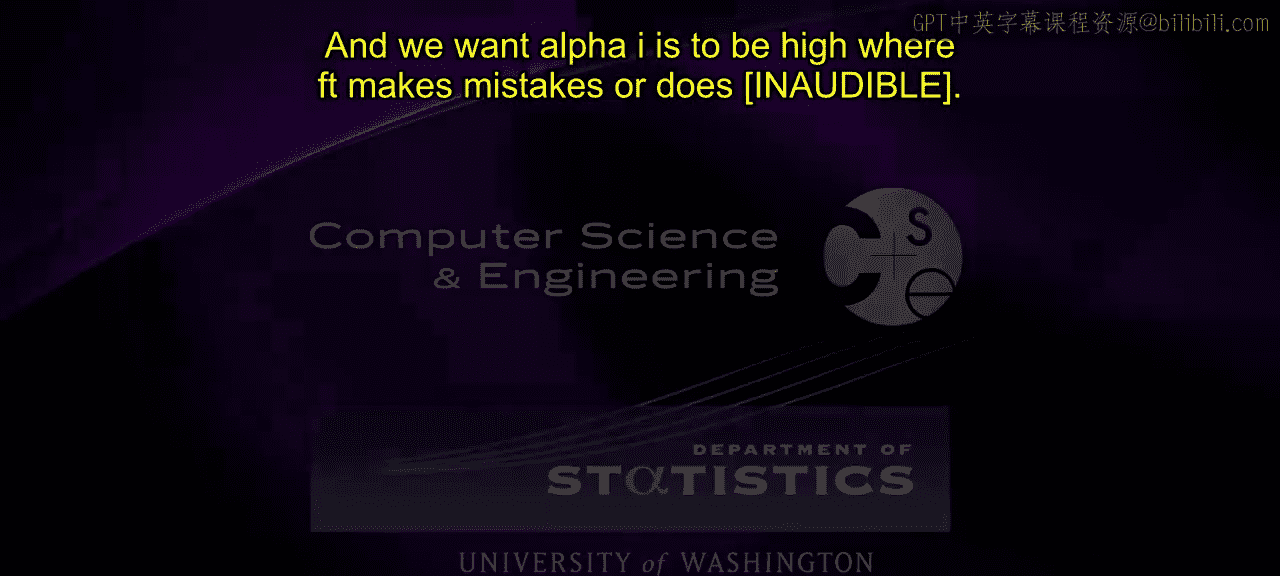 GPT中英字幕课程资源@bilibili.com
And we want alpha i is to be high where
ft makes mistakes or does [INAUDIBLE].
Computer Science
& Engineering
cse
DEPARTMENT OF
STαTISTICS
UNIVERSITY of WASHINGTON